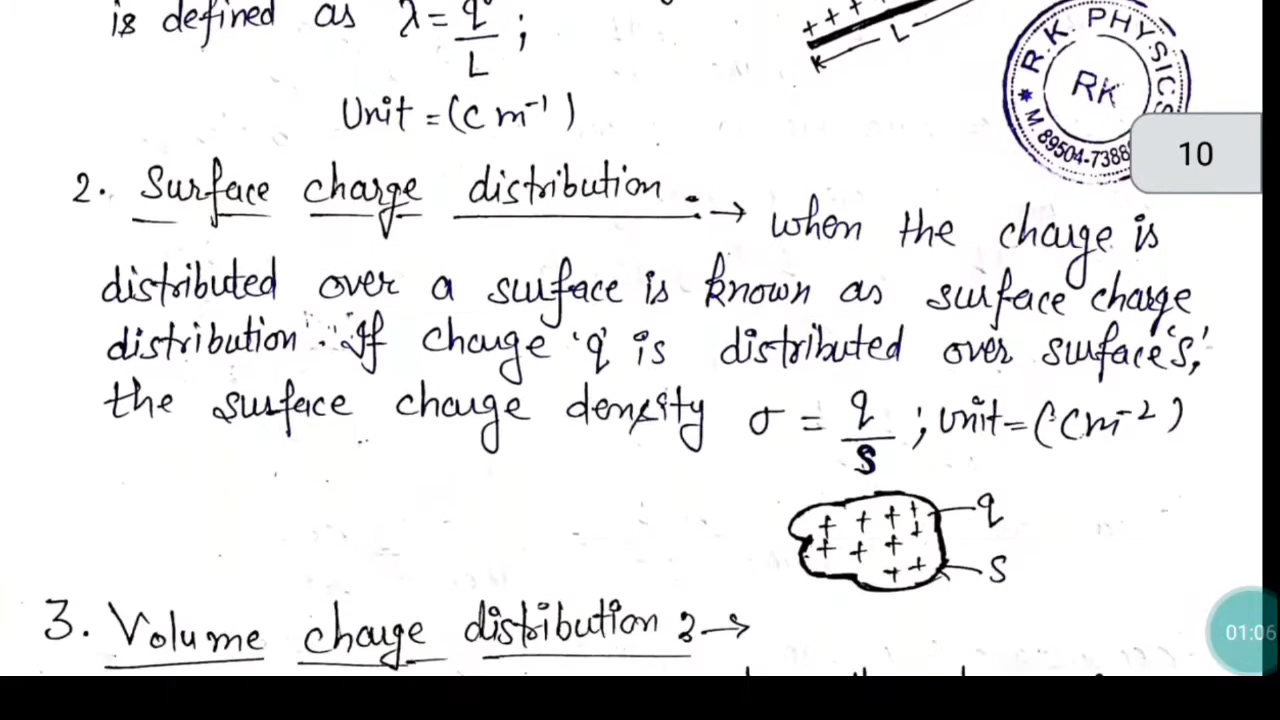 is defined as λ = q/L ;
+ + + +
L
Unit = (C m⁻¹)
R.K. PHYSICS
RK
10
2. Surface charge distribution :→ when the charge is
distributed over a surface is known as surface charge
distribution. If charge 'q' is distributed over surface 's',
the surface charge density σ = q/s ; Unit = (Cm⁻²)
+ + + +
q
+ + + +
+ +
s
3. Volume charge distribution :→
01:06